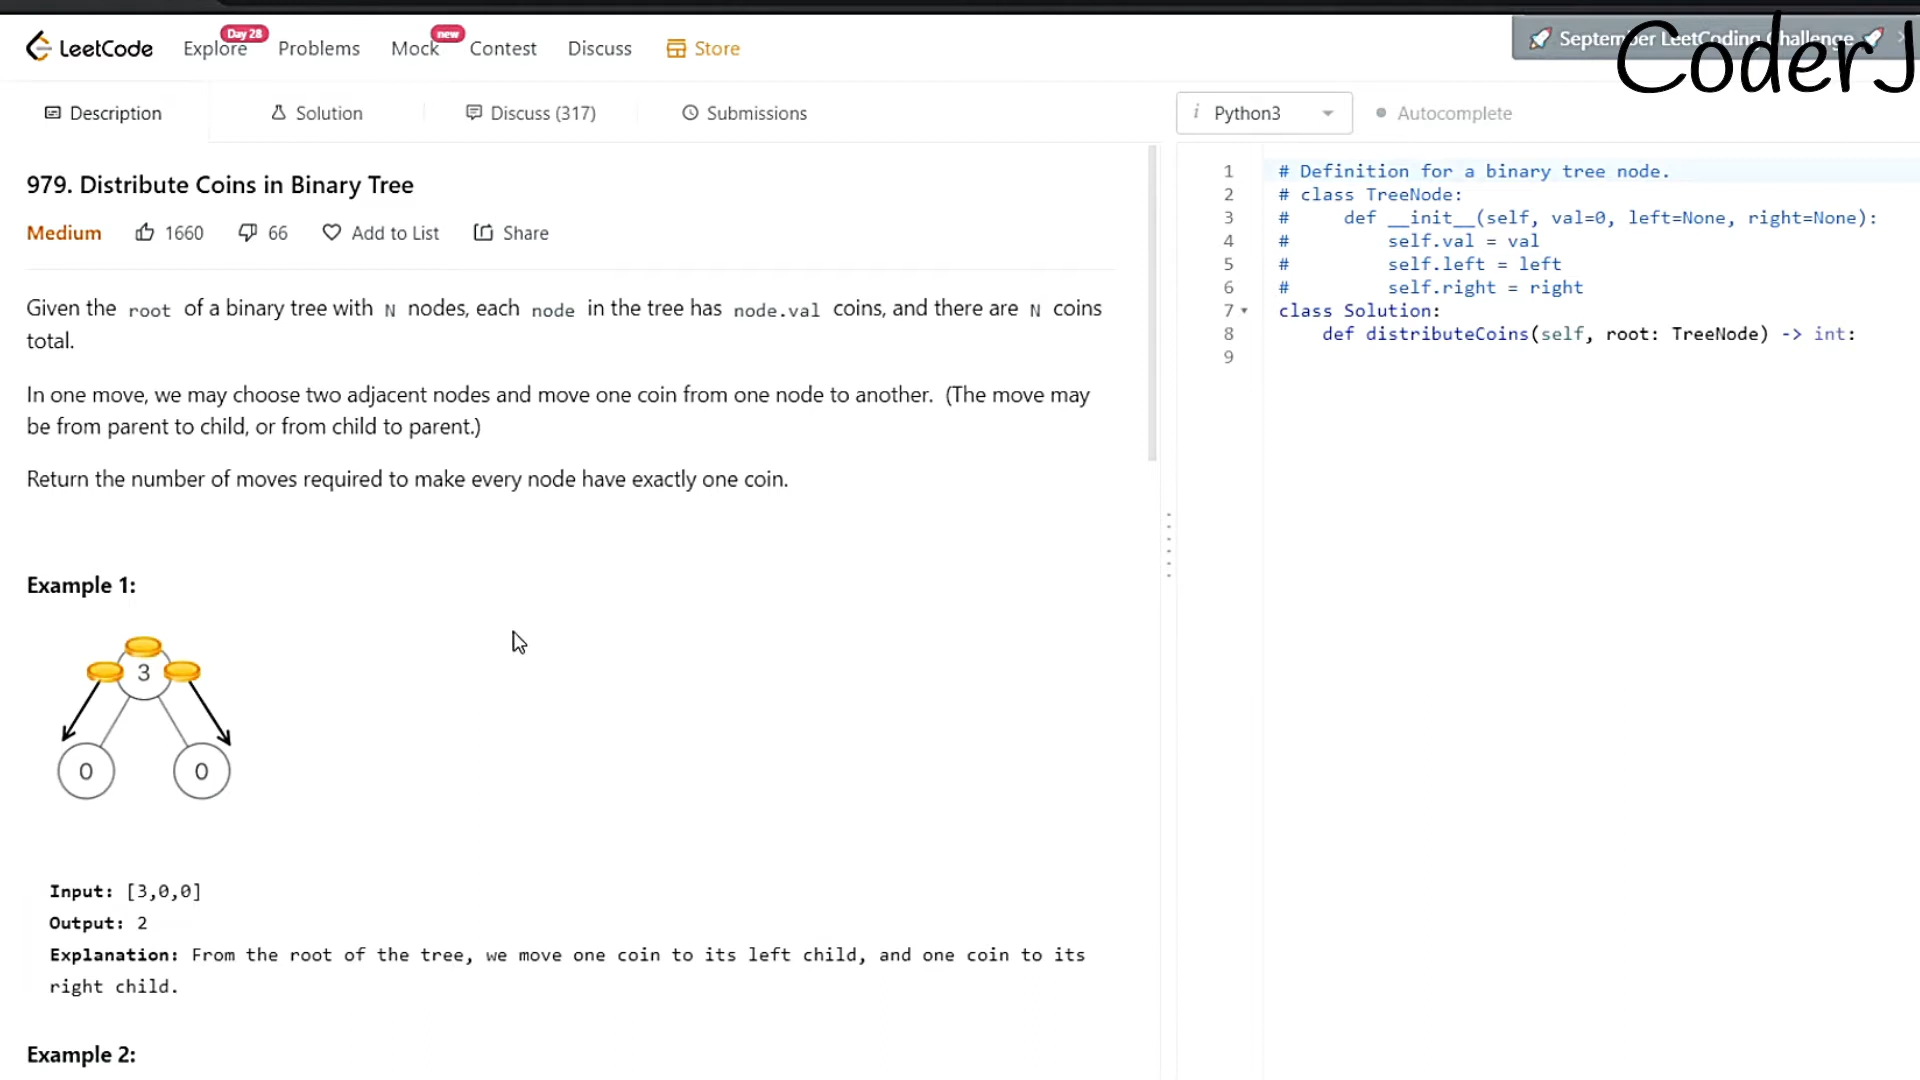 Day 28
new
LeetCode Explore Problems Mock Contest Discuss Store
September LeetCoding Challenge
CoderJ
Description Solution Discuss (317) Submissions
i Python3 Autocomplete
979. Distribute Coins in Binary Tree
Medium 1660 66 Add to List Share
Given the root of a binary tree with N nodes, each node in the tree has node.val coins, and there are N coins
total.
In one move, we may choose two adjacent nodes and move one coin from one node to another. (The move may
be from parent to child, or from child to parent.)
Return the number of moves required to make every node have exactly one coin.
Example 1:
3
0 0
Input: [3,0,0]
Output: 2
Explanation: From the root of the tree, we move one coin to its left child, and one coin to its
right child.
Example 2:
1 # Definition for a binary tree node.
2 # class TreeNode:
3 #     def __init__(self, val=0, left=None, right=None):
4 #         self.val = val
5 #         self.left = left
6 #         self.right = right
7 class Solution:
8     def distributeCoins(self, root: TreeNode) -> int:
9